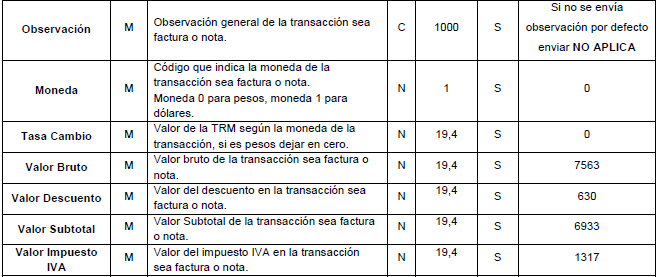 Observación M Observación general de la transacción sea factura o nota. C 1000 S Si no se envía observación por defecto enviar NO APLICA
Moneda M Código que indica la moneda de la transacción sea factura o nota. Moneda 0 para pesos, moneda 1 para dólares. N 1 S 0
Tasa Cambio M Valor de la TRM según la moneda de la transacción, si es pesos dejar en cero. N 19,4 S 0
Valor Bruto M Valor bruto de la transacción sea factura o nota. N 19,4 S 7563
Valor Descuento M Valor del descuento en la transacción sea factura o nota. N 19,4 S 630
Valor Subtotal M Valor Subtotal de la transacción sea factura o nota. N 19,4 S 6933
Valor Impuesto IVA M Valor del impuesto IVA en la transacción sea factura o nota. N 19,4 S 1317